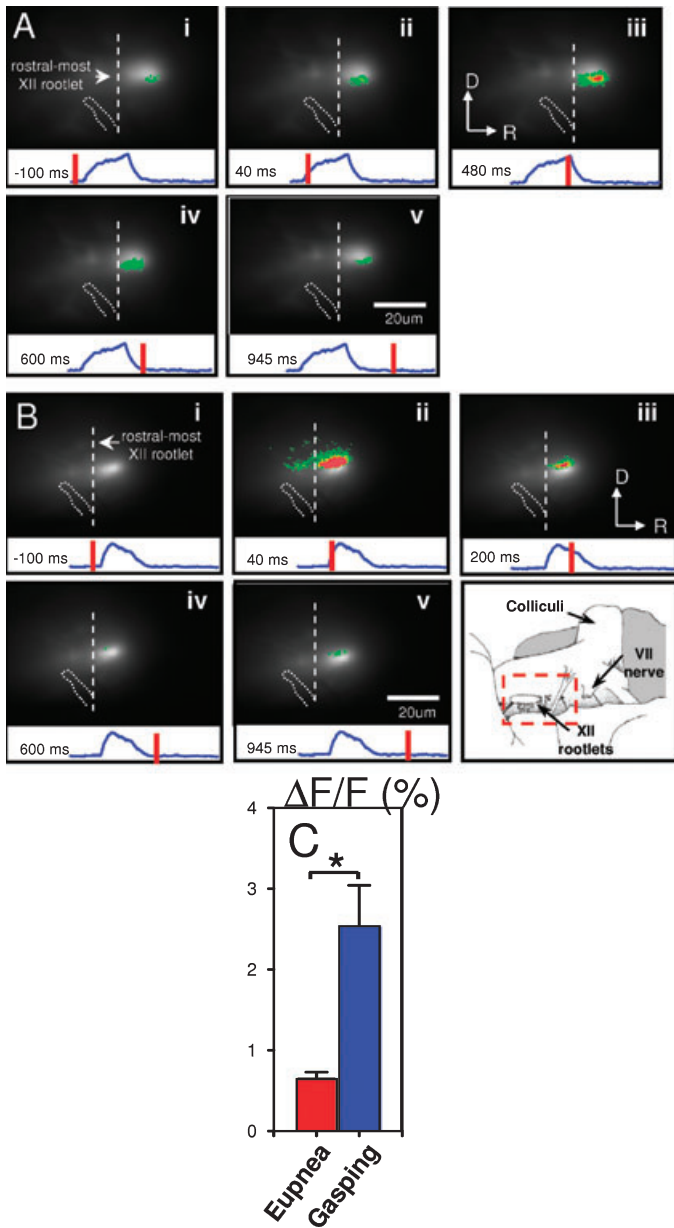 A
i
rostral-most
XII rootlet
-100 ms
ii
40 ms
iii
D
R
480 ms
iv
600 ms
v
20um
945 ms
B
i
rostral-most
XII rootlet
-100 ms
ii
40 ms
iii
D
R
200 ms
iv
600 ms
v
20um
945 ms
Colliculi
VII
nerve
XII
rootlets
ΔF/F (%)
C
*
4
3
2
1
0
Eupnea
Gasping